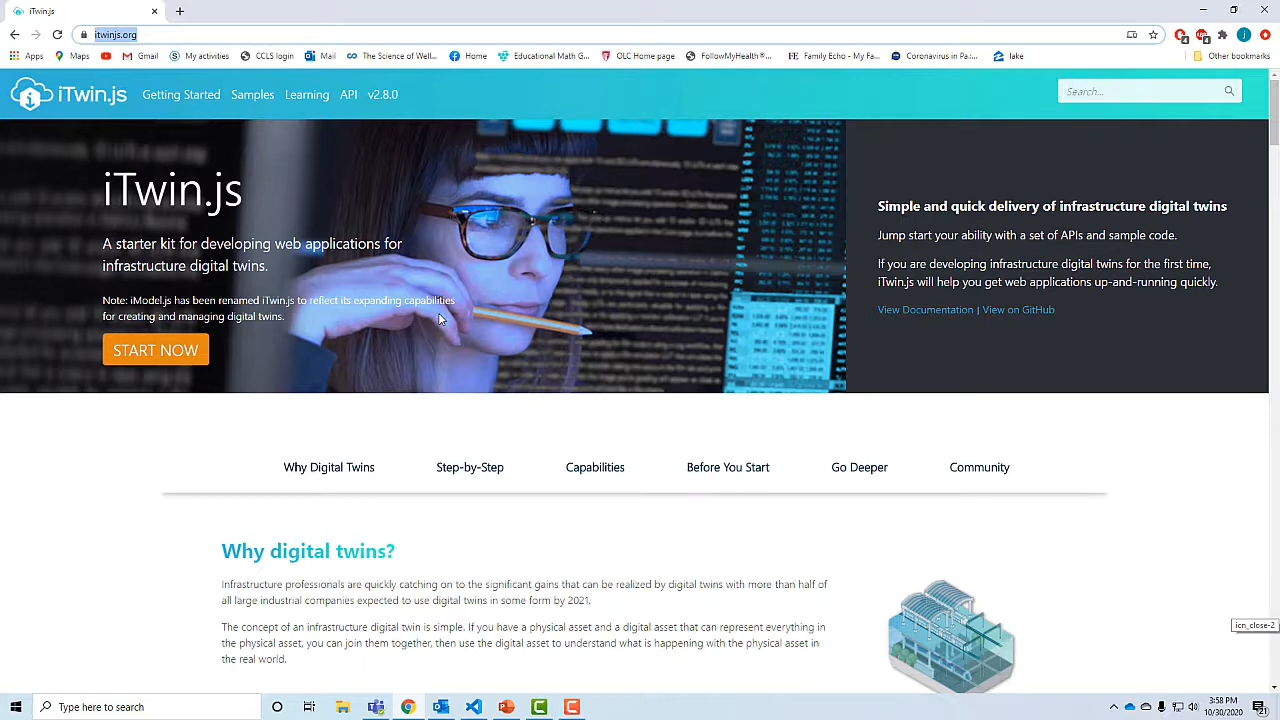 iTwin.js
itwinjs.org
Apps
Maps
Gmail
My activities
CCLS login
Mail
The Science of Well...
Home
Educational Math G...
OLC Home page
FollowMyHealth®...
Family Echo - My Fa...
Coronavirus in Pa:...
lake
Other bookmarks
iTwin.js
Getting Started
Samples
Learning
API
v2.8.0
Search...
iTwin.js
A starter kit for developing web applications for
infrastructure digital twins.
Note: iModel.js has been renamed iTwin.js to reflect its expanding capabilities
for creating and managing digital twins.
START NOW
Simple and quick delivery of infrastructure digital twins
Jump start your ability with a set of APIs and sample code.
If you are developing infrastructure digital twins for the first time,
iTwin.js will help you get web applications up-and-running quickly.
View Documentation | View on GitHub
Why Digital Twins
Step-by-Step
Capabilities
Before You Start
Go Deeper
Community
Why digital twins?
Infrastructure professionals are quickly catching on to the significant gains that can be realized by digital twins with more than half of
all large industrial companies expected to use digital twins in some form by 2021.
The concept of an infrastructure digital twin is simple. If you have a physical asset and a digital asset that can represent everything in
the physical asset, you can join them together, then use digital twins to understand what is happening with the physical asset in
the real world.
icn_close-2
Type here to search
3:58 PM
10/30/2020